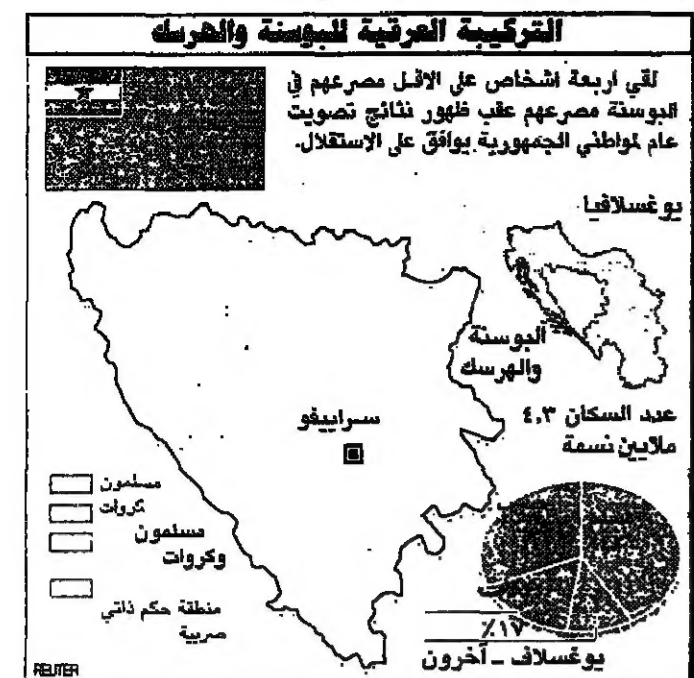 التركيبة العرقية للبوسنة والهرسك
لقي اربعة اشخاص على الاقل مصرعهم في
البوسنة مصرعهم عقب ظهور نتائج تصويت
عام لمواطني الجمهورية يوافق على الاستقلال.
يوغسلافيا
البوسنة
والهرسك
عدد السكان ٤,٣
ملايين نسمة
سراييفو
مسلمون
كروات
مسلمون
وكروات
منطقة حكم ذاتي
صربية
٪١٧
يوغسلاف - آخرون
REUTER